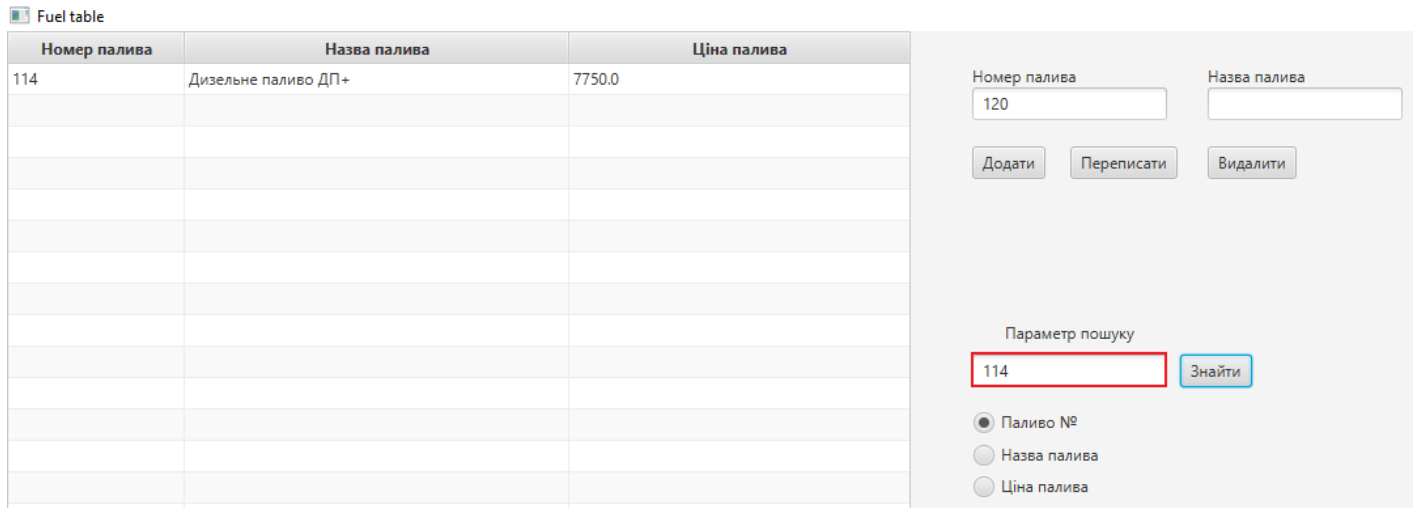 Fuel table
Номер палива Назва палива Ціна палива
114 Дизельне паливо ДП+ 7750.0
Номер палива Назва палива
120
Додати Переписати Видалити
Параметр пошуку
114 Знайти
Паливо №
Назва палива
Ціна палива